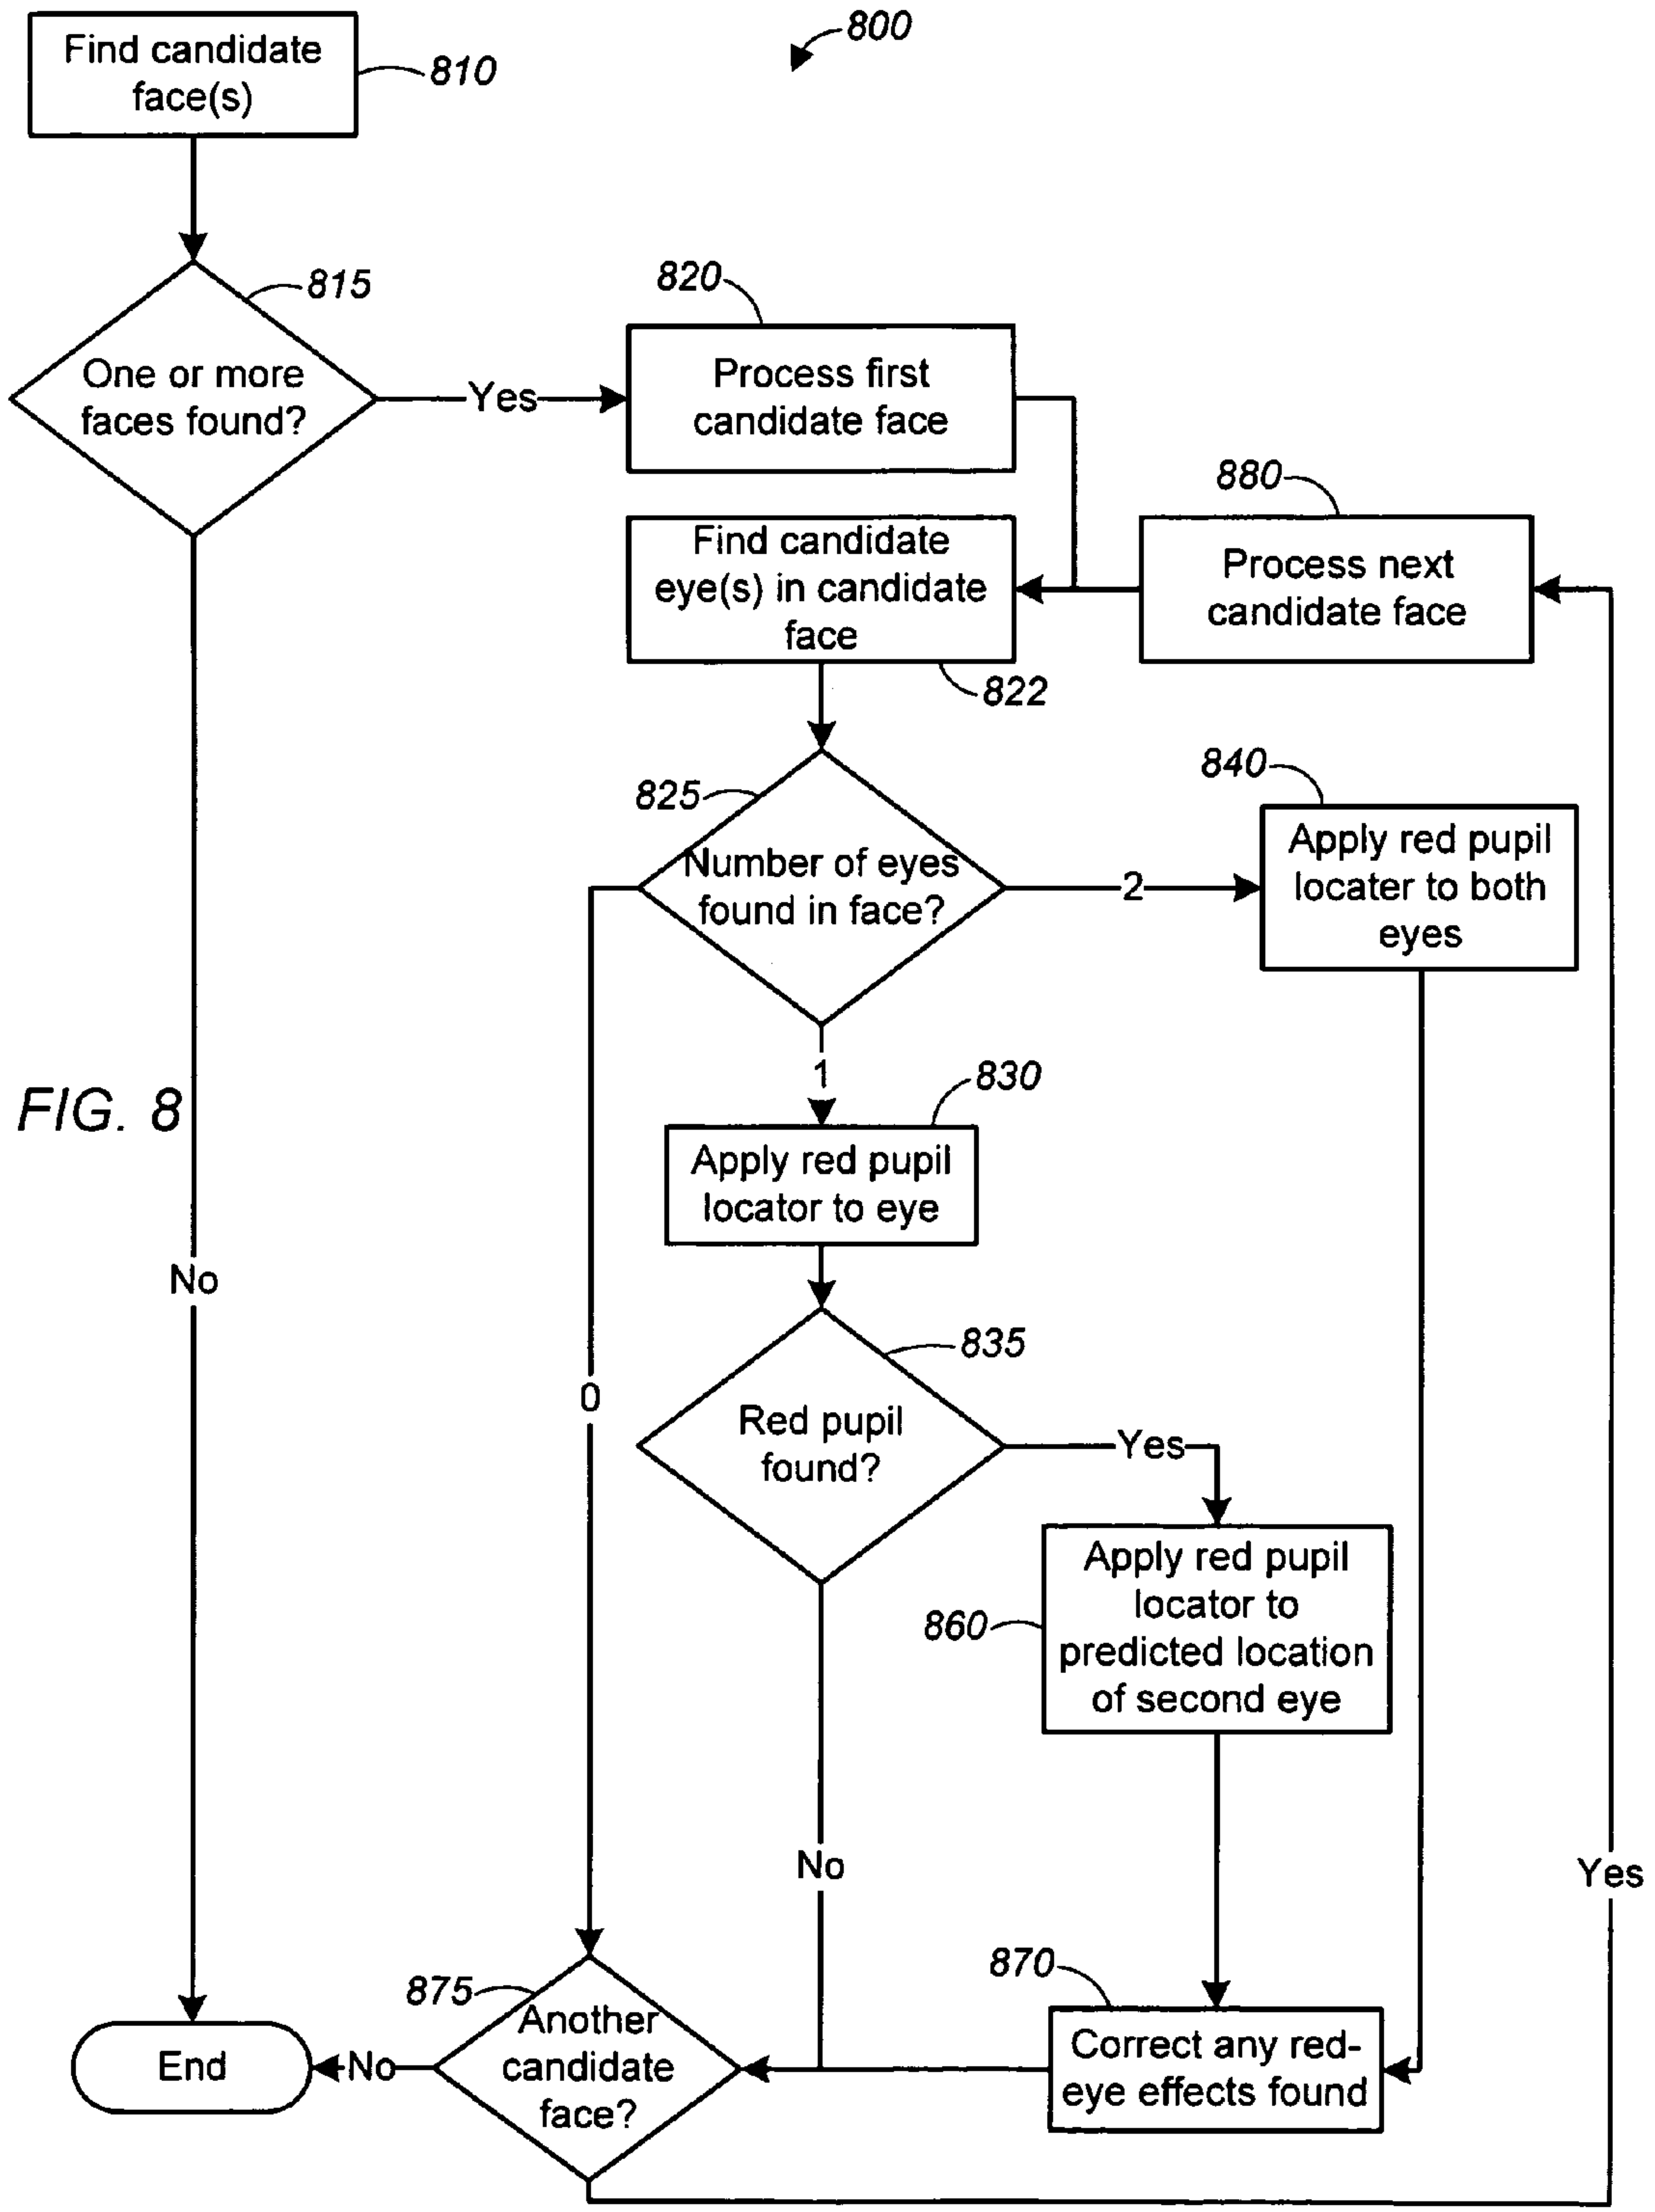 800
Find candidate
face(s)
810
815
One or more
faces found?
Yes
820
Process first
candidate face
880
Process next
candidate face
Find candidate
eye(s) in candidate
face
822
825
Number of eyes
found in face?
2
840
Apply red pupil
locater to both
eyes
1
830
Apply red pupil
locator to eye
FIG. 8
No
0
835
Red pupil
found?
Yes
860
Apply red pupil
locator to
predicted location
of second eye
No
Yes
870
Correct any red-
eye effects found
875
Another
candidate
face?
No
End